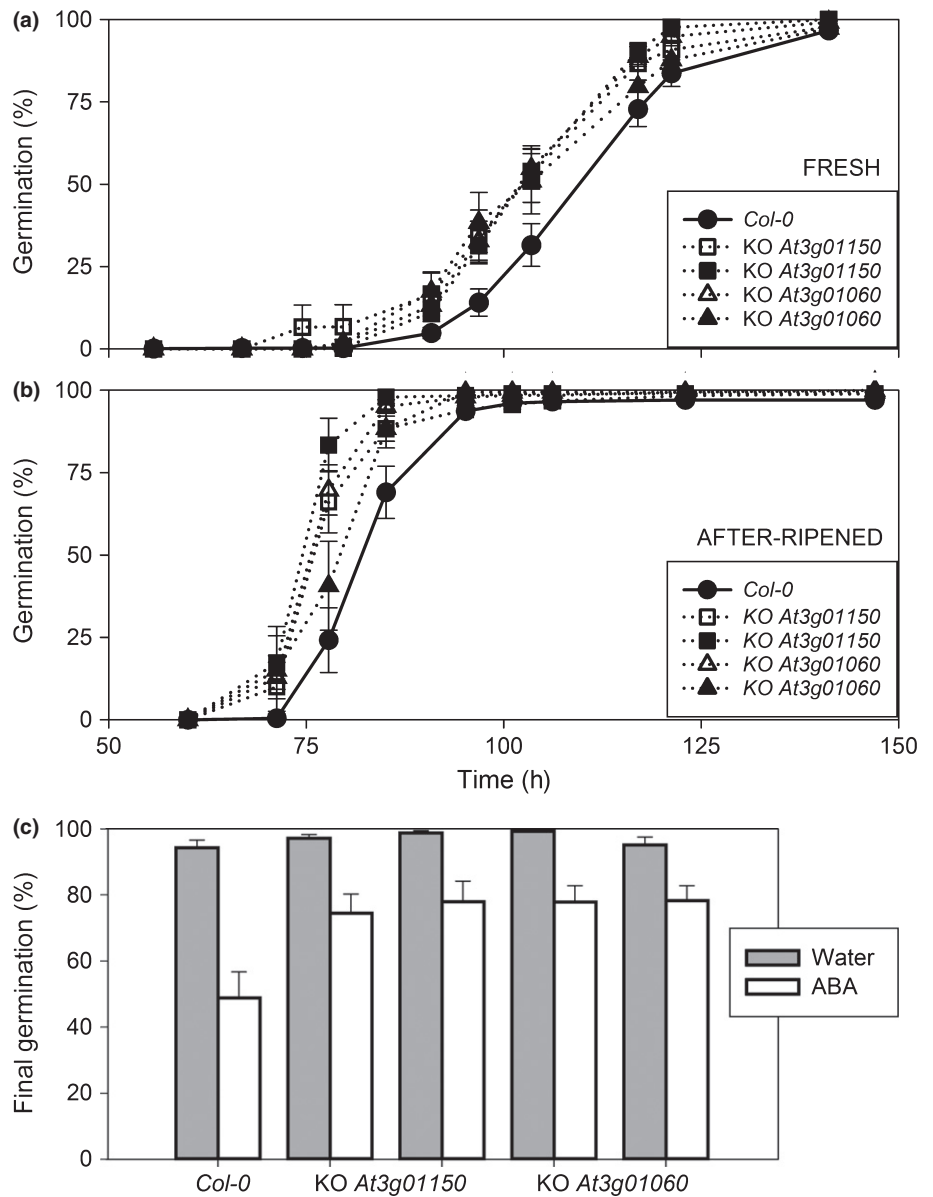 (a)
100
75
50
25
0
Germination (%)
FRESH
Col-0
KO At3g01150
KO At3g01150
KO At3g01060
KO At3g01060
(b)
100
75
50
25
0
Germination (%)
AFTER-RIPENED
Col-0
KO At3g01150
KO At3g01150
KO At3g01060
KO At3g01060
50 75 100 125 150
Time (h)
(c)
100
80
60
40
20
0
Final germination (%)
Water
ABA
Col-0 KO At3g01150 KO At3g01060